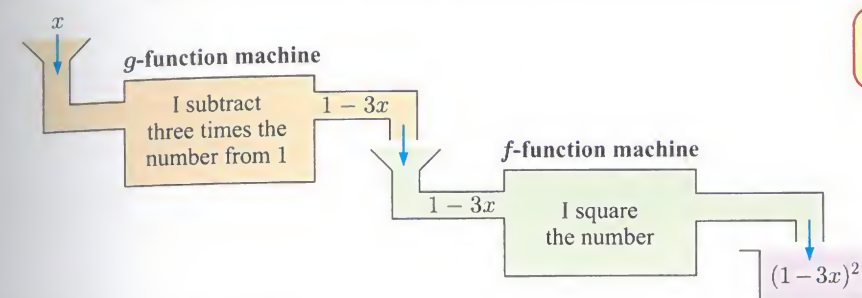 x
g-function machine
I subtract
three times the
number from 1
1 − 3x
f-function machine
1 − 3x
I square
the number
(1 − 3x)²